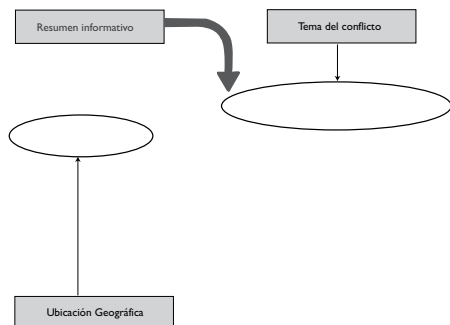 Resumen informativo
Tema del conflicto
Ubicación Geográfica